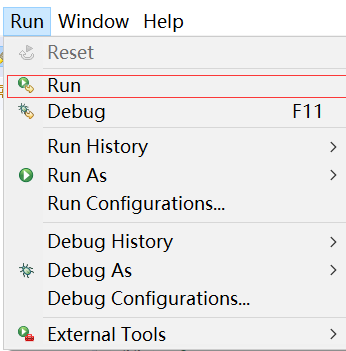 Run Window Help
Reset
Run
Debug F11
Run History
Run As
Run Configurations...
Debug History
Debug As
Debug Configurations...
External Tools